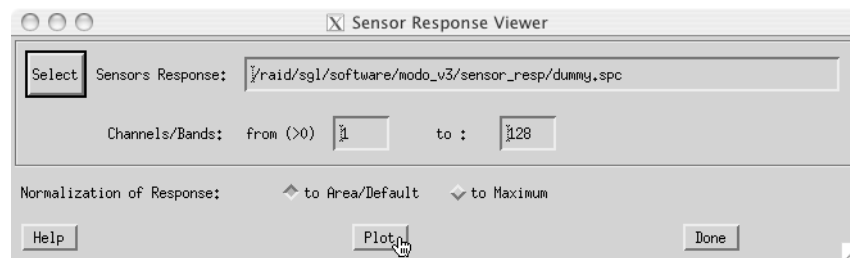 X Sensor Response Viewer
Select Sensors Response: /raid/sgl/software/modo_v3/sensor_resp/dummy.spc
Channels/Bands: from (>0) 1 to : 128
Normalization of Response: to Area/Default to Maximum
Help Plot Done